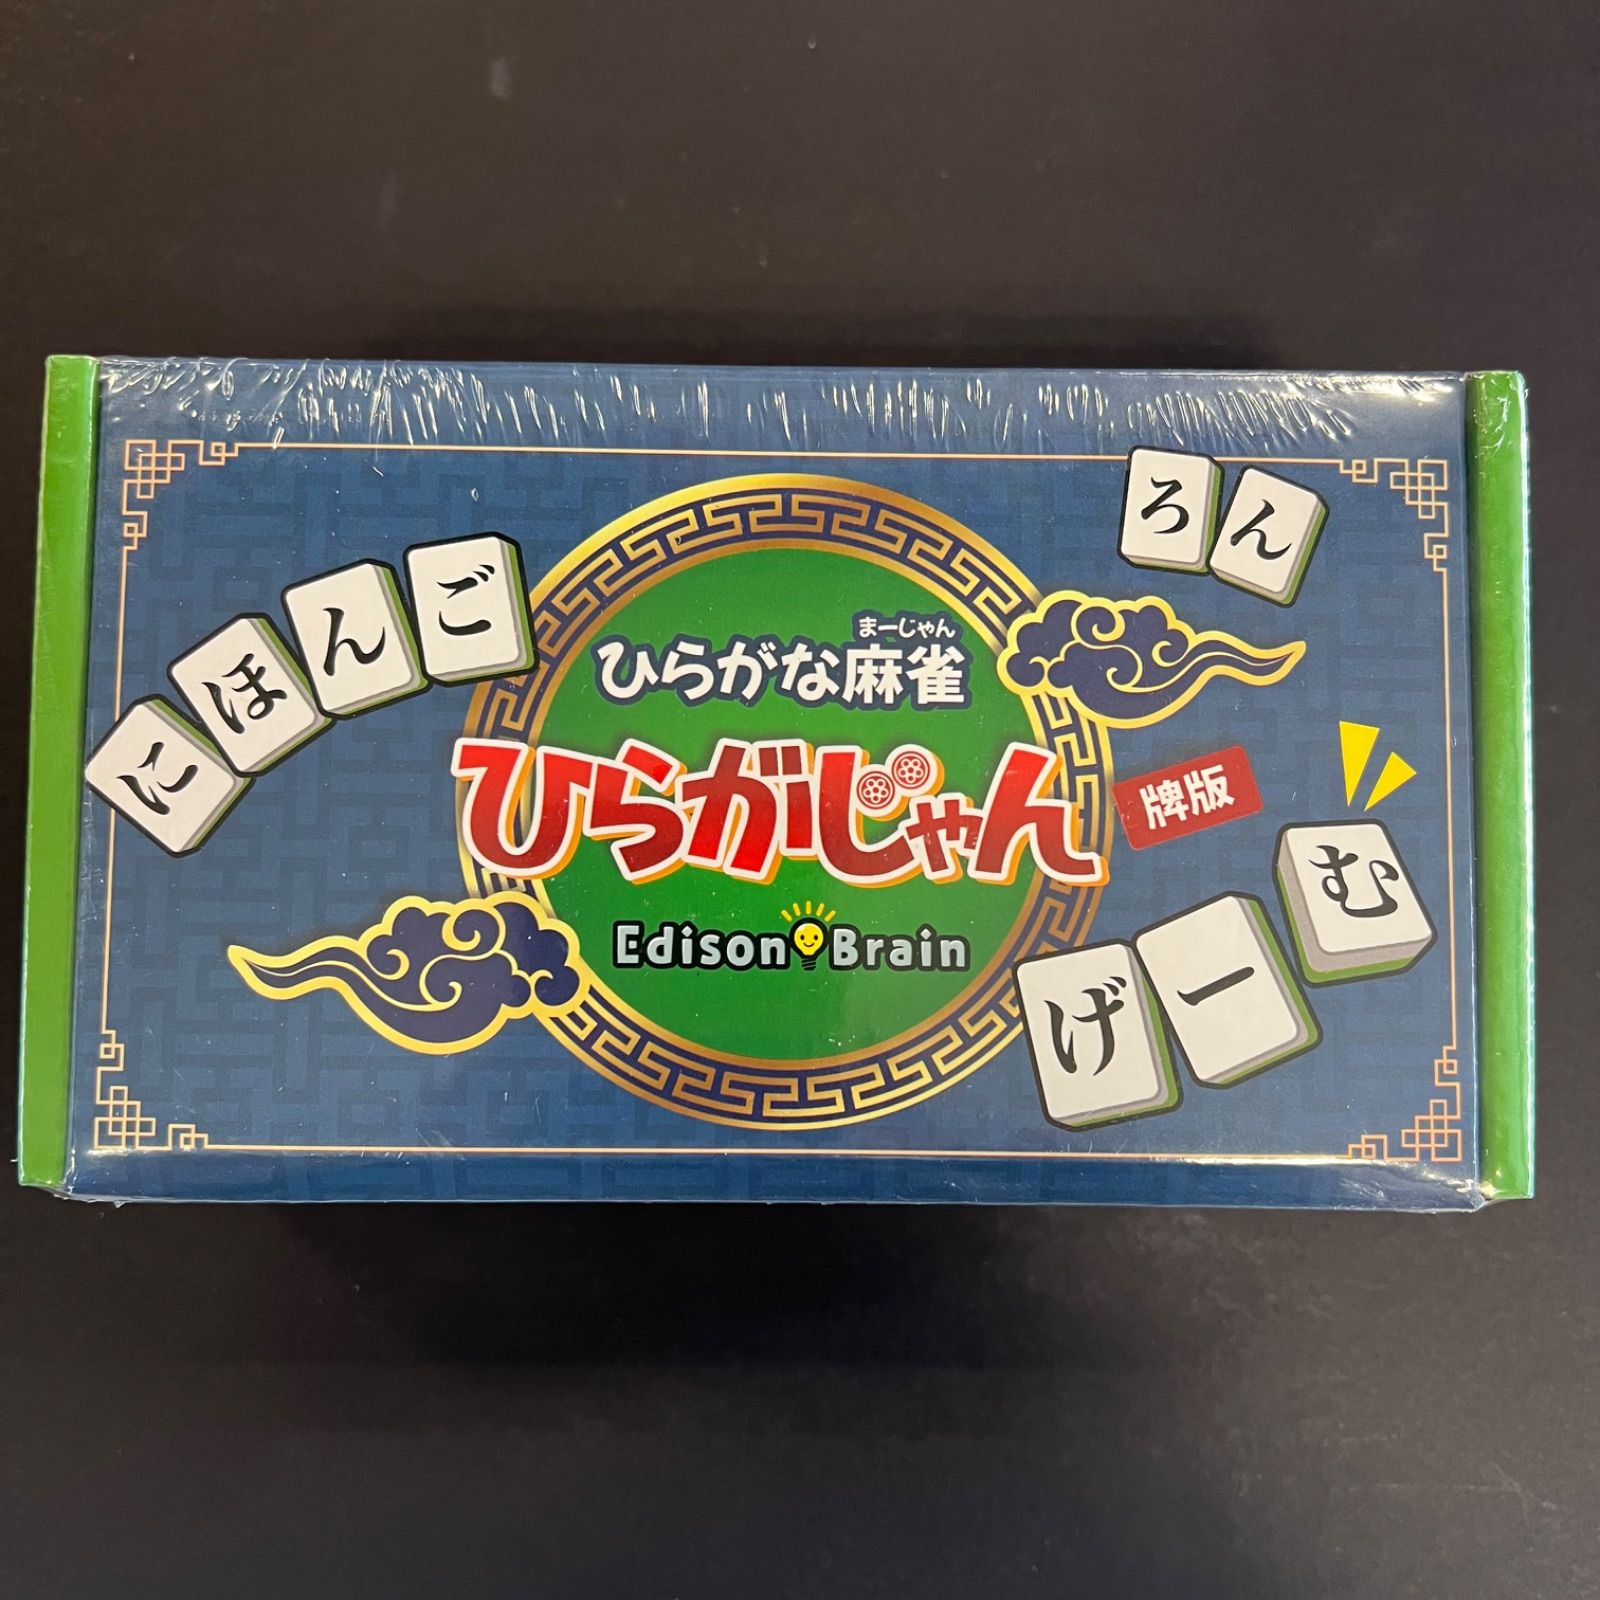 にほんご
ろん
まーじゃん
ひらがな麻雀
ひらがじゃん
牌版
Edison Brain
げーむ